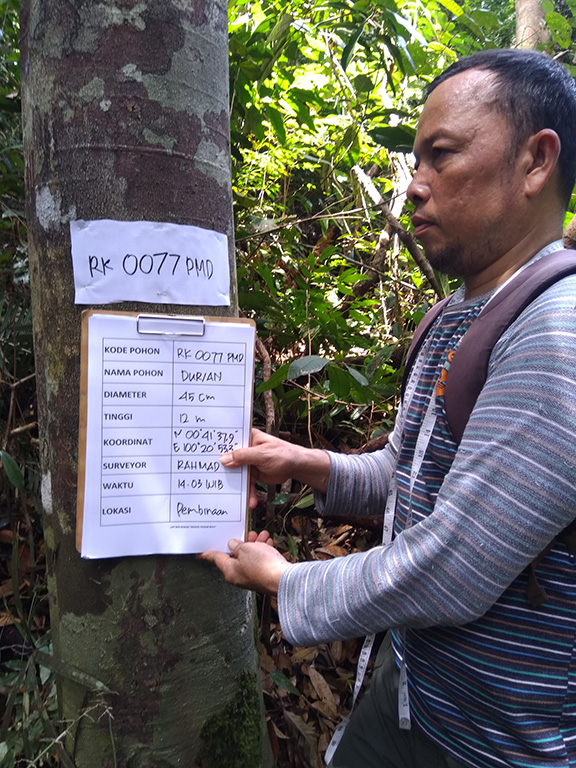 RK 0077 PMD
KODE POHON RK 0077 PMD
NAMA POHON DURIAN
DIAMETER 45 cm
TINGGI 12 m
KOORDINAT N 00°41'37.9"
E 100°20'53.3"
SURVEYOR RAHMAD
WAKTU 14.03 WIB
LOKASI Pembinaan